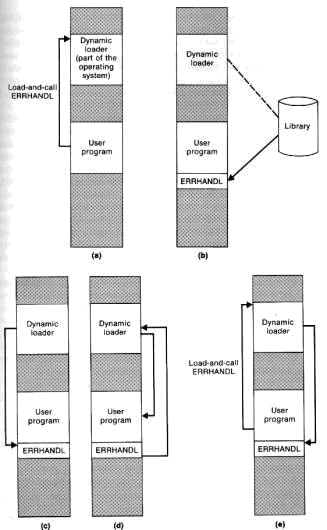 Dynamic
loader
(part of the
operating
system)
Load-and-call
ERRHANDL
User
program
(a)
Dynamic
loader
Library
User
program
ERRHANDL
(b)
Dynamic
loader
User
program
ERRHANDL
(c)
Dynamic
loader
User
program
ERRHANDL
(d)
Load-and-call
ERRHANDL
Dynamic
loader
User
program
ERRHANDL
(e)